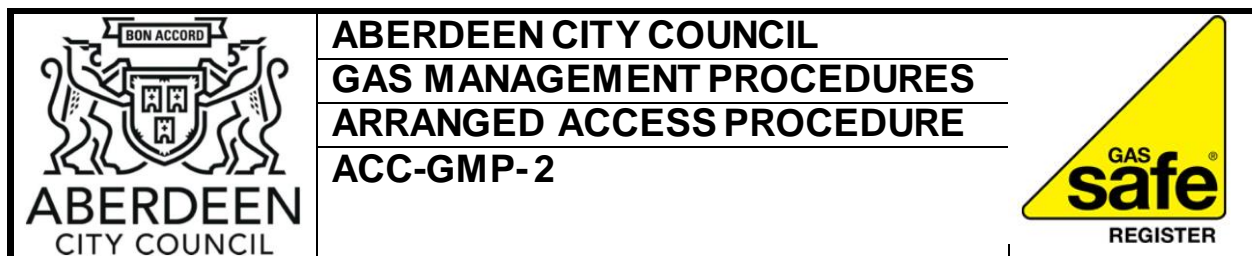 BON ACCORD
ABERDEEN
CITY COUNCIL
ABERDEEN CITY COUNCIL
GAS MANAGEMENT PROCEDURES
ARRANGED ACCESS PROCEDURE
ACC-GMP-2
GAS
safe®
REGISTER